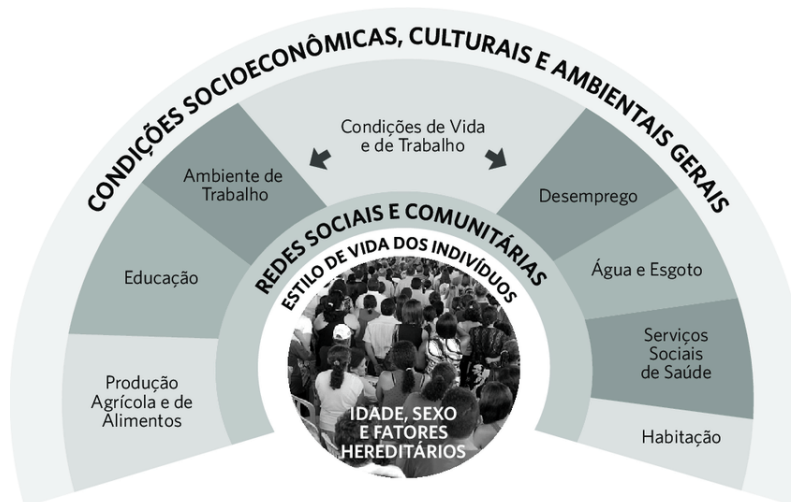 CONDIÇÕES SOCIOECONÔMICAS, CULTURAIS E AMBIENTAIS GERAIS
Condições de Vida
e de Trabalho
Ambiente de
Trabalho
Desemprego
Educação
Água e Esgoto
Produção
Agrícola e de
Alimentos
Serviços
Sociais
de Saúde
Habitação
REDES SOCIAIS E COMUNITÁRIAS
ESTILO DE VIDA DOS INDIVÍDUOS
IDADE, SEXO
E FATORES
HEREDITÁRIOS